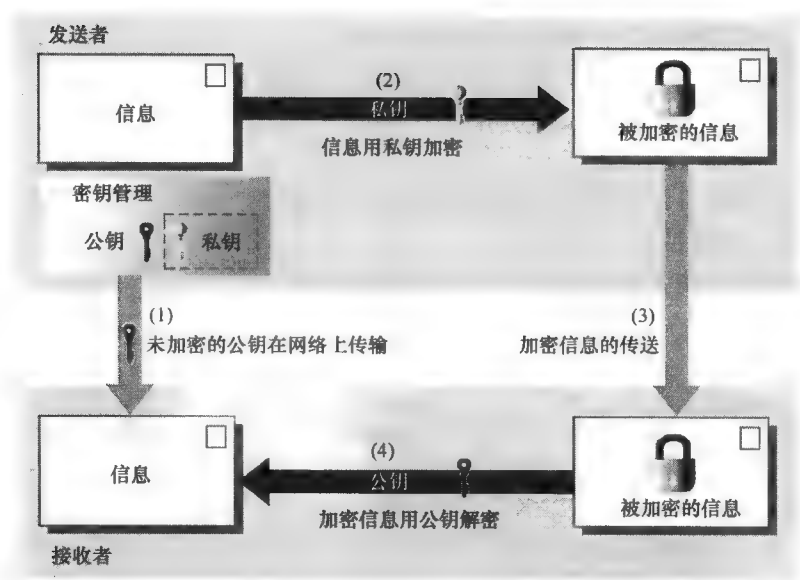 发送者
信息
(2)
私钥
信息用私钥加密
被加密的信息
密钥管理
公钥
私钥
(1)
未加密的公钥在网络上传输
(3)
加密信息的传送
信息
(4)
公钥
加密信息用公钥解密
被加密的信息
接收者